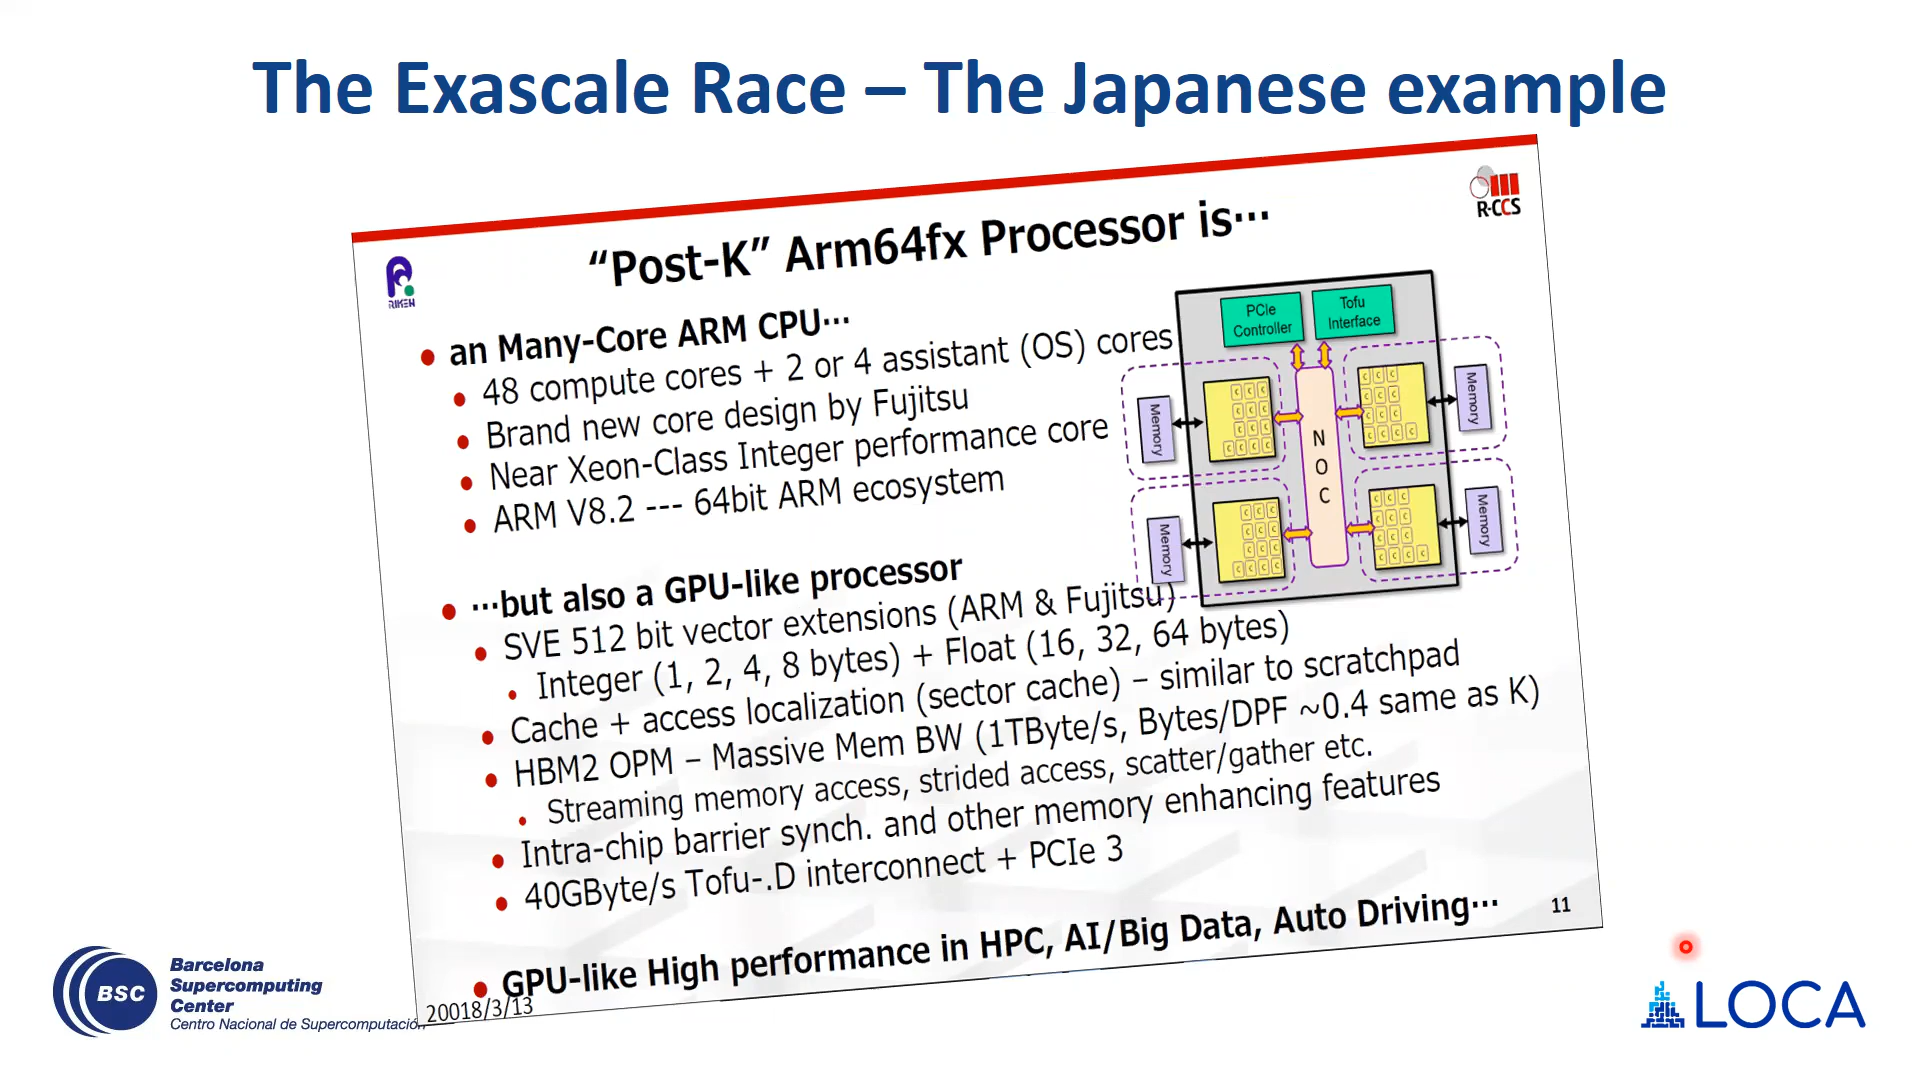 The Exascale Race – The Japanese example
R-CCS
RIKEN
“Post-K” Arm64fx Processor is…
an Many-Core ARM CPU…
48 compute cores + 2 or 4 assistant (OS) cores
Brand new core design by Fujitsu
Near Xeon-Class Integer performance core
ARM V8.2 --- 64bit ARM ecosystem
…but also a GPU-like processor
SVE 512 bit vector extensions (ARM & Fujitsu)
Integer (1, 2, 4, 8 bytes) + Float (16, 32, 64 bytes)
Cache + access localization (sector cache) – similar to scratchpad
HBM2 OPM – Massive Mem BW (1TByte/s, Bytes/DPF ~0.4 same as K)
Streaming memory access, strided access, scatter/gather etc.
Intra-chip barrier synch. and other memory enhancing features
40GByte/s Tofu-.D interconnect + PCIe 3
GPU-like High performance in HPC, AI/Big Data, Auto Driving…
PCIe
Controller
Tofu
Interface
Memory
Memory
Memory
Memory
N
O
C
C C C
C C C
C C C
C C C C
C C C
C C C
C C C
C C C C
C C C
C C C
C C C
C C C C
C C C
C C C
C C C
C C C C
11
20018/3/13
BSC
Barcelona
Supercomputing
Center
Centro Nacional de Supercomputación
LOCA